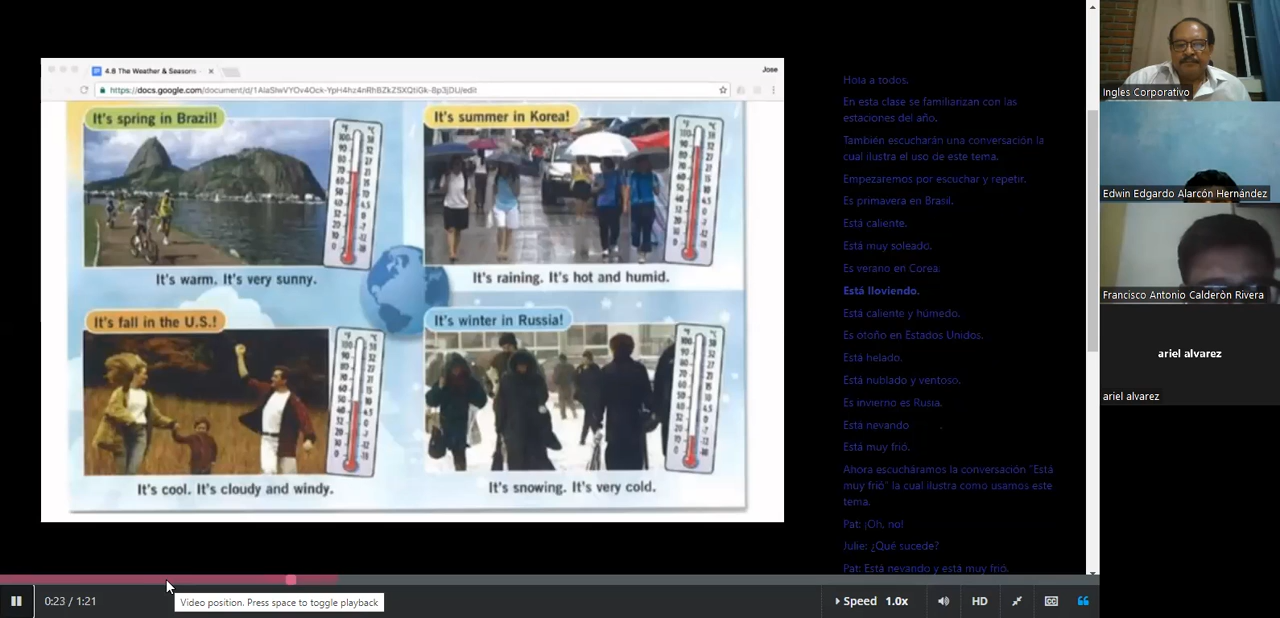 4.8 The Weather & Seasons -
Jose
It's spring in Brazil!
It's summer in Korea!
It's warm. It's very sunny.
It's raining. It's hot and humid.
It's fall in the U.S.!
It's winter in Russia!
It's cool. It's cloudy and windy.
It's snowing. It's very cold.
Hola a todos.
En esta clase se familiarizan con las
estaciones del año.
También escucharán una conversación la
cual ilustra el uso de este tema.
Empezaremos por escuchar y repetir.
Es primavera en Brasil.
Está caliente.
Está muy soleado.
Es verano en Corea.
Está lloviendo.
Está caliente y húmedo.
Es otoño en Estados Unidos.
Está helado.
Está nublado y ventoso.
Es invierno es Rusia.
Está nevando .
Está muy frió.
Ahora escucháramos la conversación "Está
muy frió" la cual ilustra como usamos este
tema.
Pat: ¡Oh, no!
Julie: ¿Qué sucede?
Pat: Está nevando y está muy frió.
Ingles Corporativo
Edwin Edgardo Alarcón Hernández
Francisco Antonio Calderòn Rivera
ariel alvarez
ariel alvarez
Video position. Press space to toggle playback
0:23 / 1:21
Speed 1.0x
HD
CC